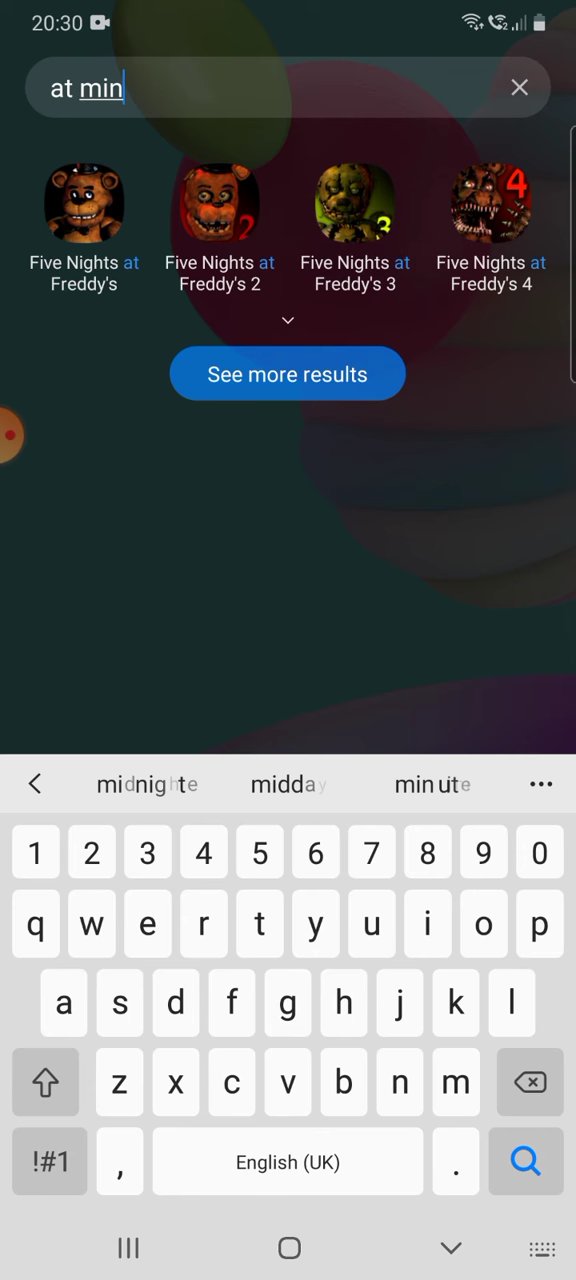 20:30
at min
Five Nights at Freddy's
Five Nights at Freddy's 2
Five Nights at Freddy's 3
Five Nights at Freddy's 4
See more results
midday
1 2 3 4 5 6 7 8 9 0
q w e r t y u i o p
a s d f g h j k l
z x c v b n m
!#1 , English (UK) .